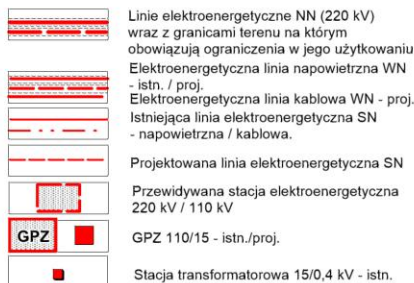 Linie elektroenergetyczne NN (220 kV)
wraz z granicami terenu na którym
obowiązują ograniczenia w jego użytkowaniu
Elektroenergetyczna linia napowietrzna WN
- istn. / proj.
Elektroenergetyczna linia kablowa WN - proj.
Istniejąca linia elektroenergetyczna SN
- napowietrzna / kablowa.
Projektowana linia elektroenergetyczna SN
Przewidywana stacja elektroenergetyczna
220 kV / 110 kV
GPZ
GPZ 110/15 - istn./proj.
Stacja transformatorowa 15/0,4 kV - istn.